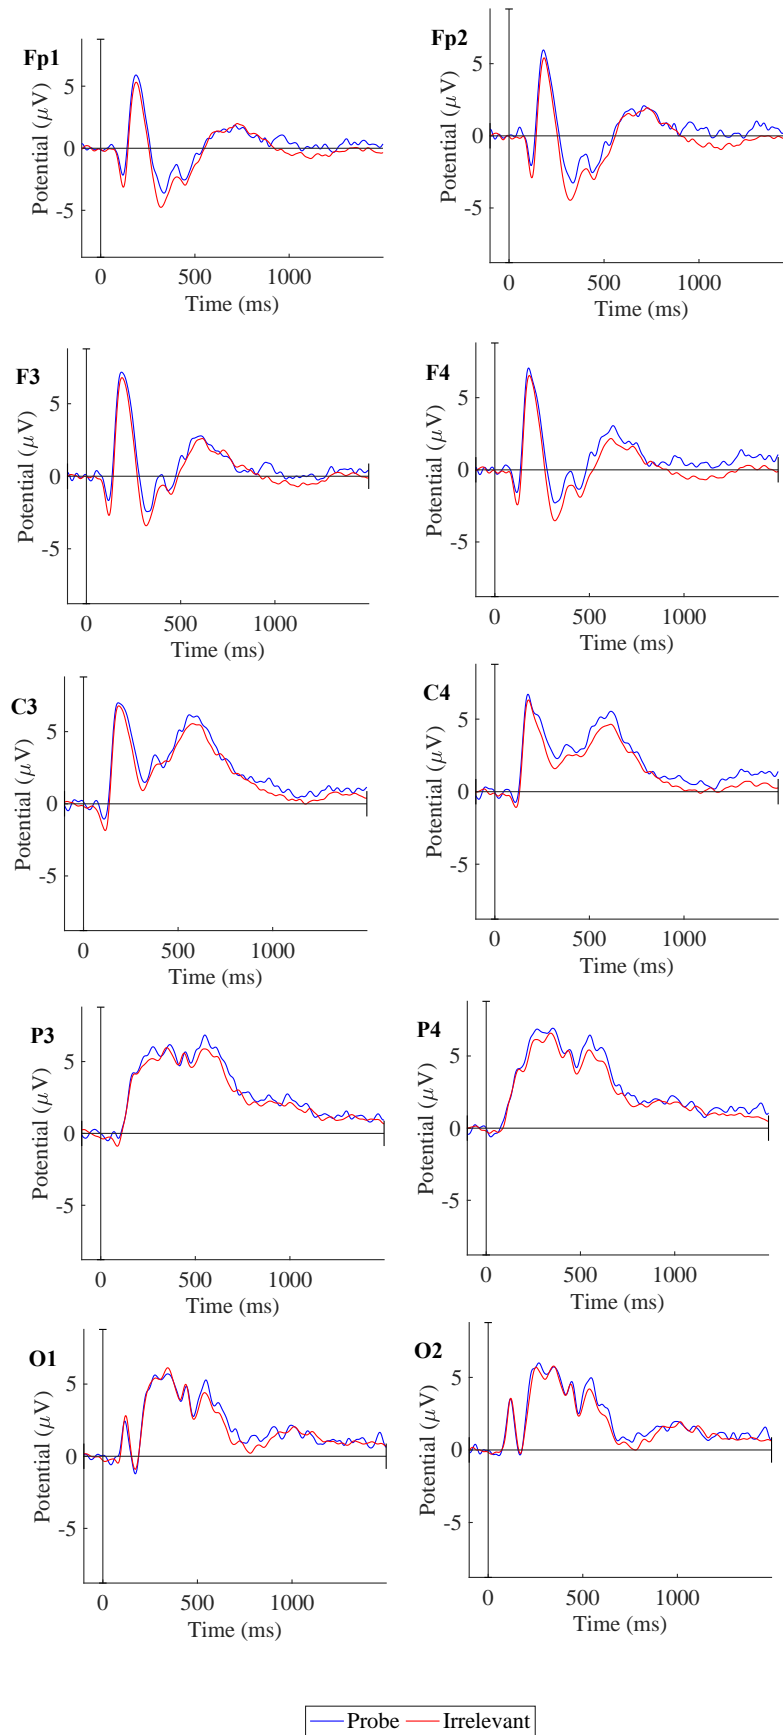 Fp1
Potential (μV)
5
0
-5
0 500 1000
Time (ms)
Fp2
Potential (μV)
5
0
-5
0 500 1000
Time (ms)
F3
Potential (μV)
5
0
-5
0 500 1000
Time (ms)
F4
Potential (μV)
5
0
-5
0 500 1000
Time (ms)
C3
Potential (μV)
5
0
-5
0 500 1000
Time (ms)
C4
Potential (μV)
5
0
-5
0 500 1000
Time (ms)
P3
Potential (μV)
5
0
-5
0 500 1000
Time (ms)
P4
Potential (μV)
5
0
-5
0 500 1000
Time (ms)
O1
Potential (μV)
5
0
-5
0 500 1000
Time (ms)
O2
Potential (μV)
5
0
-5
0 500 1000
Time (ms)
Probe Irrelevant